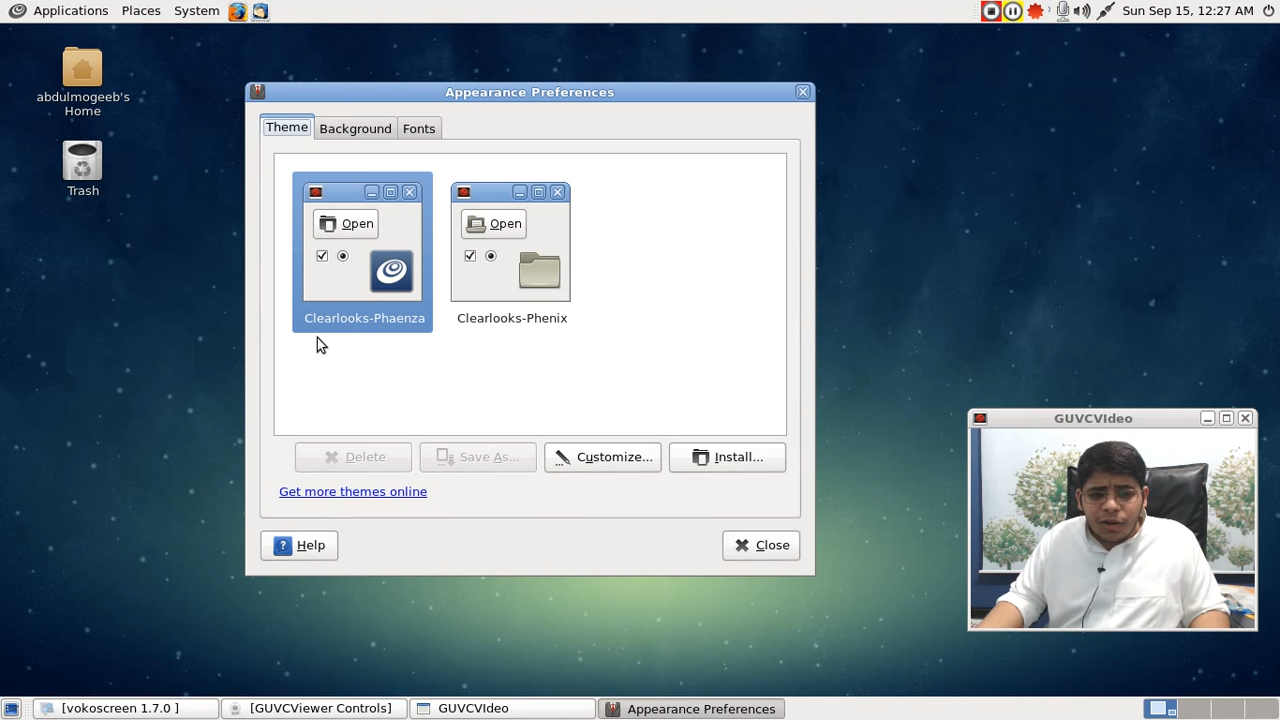 Applications Places System Sun Sep 15, 12:27 AM
abdulmogeeb's
Home
Trash
Appearance Preferences
Theme Background Fonts
Open Open
Clearlooks-Phaenza Clearlooks-Phenix
Delete Save As... Customize... Install...
Get more themes online
Help Close
GUVCVIdeo
[vokoscreen 1.7.0 ] [GUVCViewer Controls] GUVCVIdeo Appearance Preferences